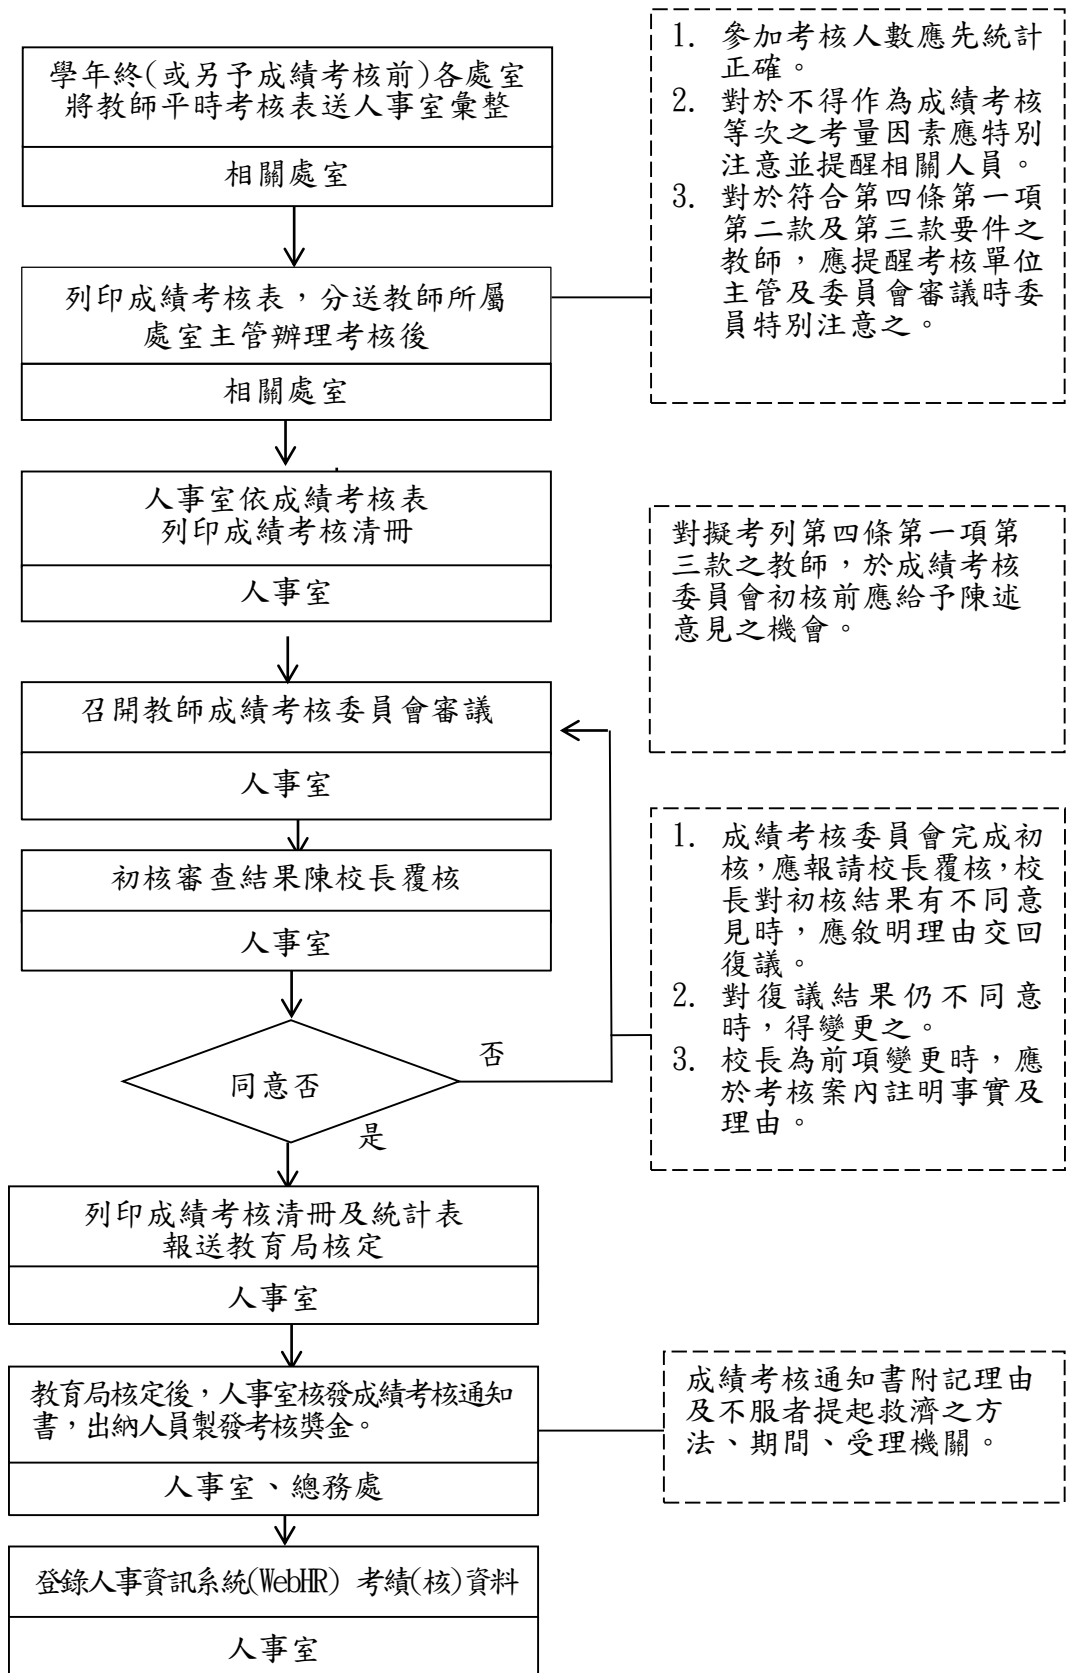 學年終(或另予成績考核前)各處室
將教師平時考核表送人事室彙整
相關處室
1. 參加考核人數應先統計
正確。
2. 對於不得作為成績考核
等次之考量因素應特別
注意並提醒相關人員。
3. 對於符合第四條第一項
第二款及第三款要件之
教師，應提醒考核單位
主管及委員會審議時委
員特別注意之。
列印成績考核表，分送教師所屬
處室主管辦理考核後
相關處室
人事室依成績考核表
列印成績考核清冊
人事室
對擬考列第四條第一項第
三款之教師，於成績考核
委員會初核前應給予陳述
意見之機會。
召開教師成績考核委員會審議
人事室
初核審查結果陳校長覆核
人事室
1. 成績考核委員會完成初
核，應報請校長覆核，校
長對初核結果有不同意
見時，應敘明理由交回
復議。
2. 對復議結果仍不同意
時，得變更之。
3. 校長為前項變更時，應
於考核案內註明事實及
理由。
同意否
否
是
列印成績考核清冊及統計表
報送教育局核定
人事室
教育局核定後，人事室核發成績考核通知
書，出納人員製發考核獎金。
人事室、總務處
成績考核通知書附記理由
及不服者提起救濟之方
法、期間、受理機關。
登錄人事資訊系統(WebHR) 考績(核)資料
人事室